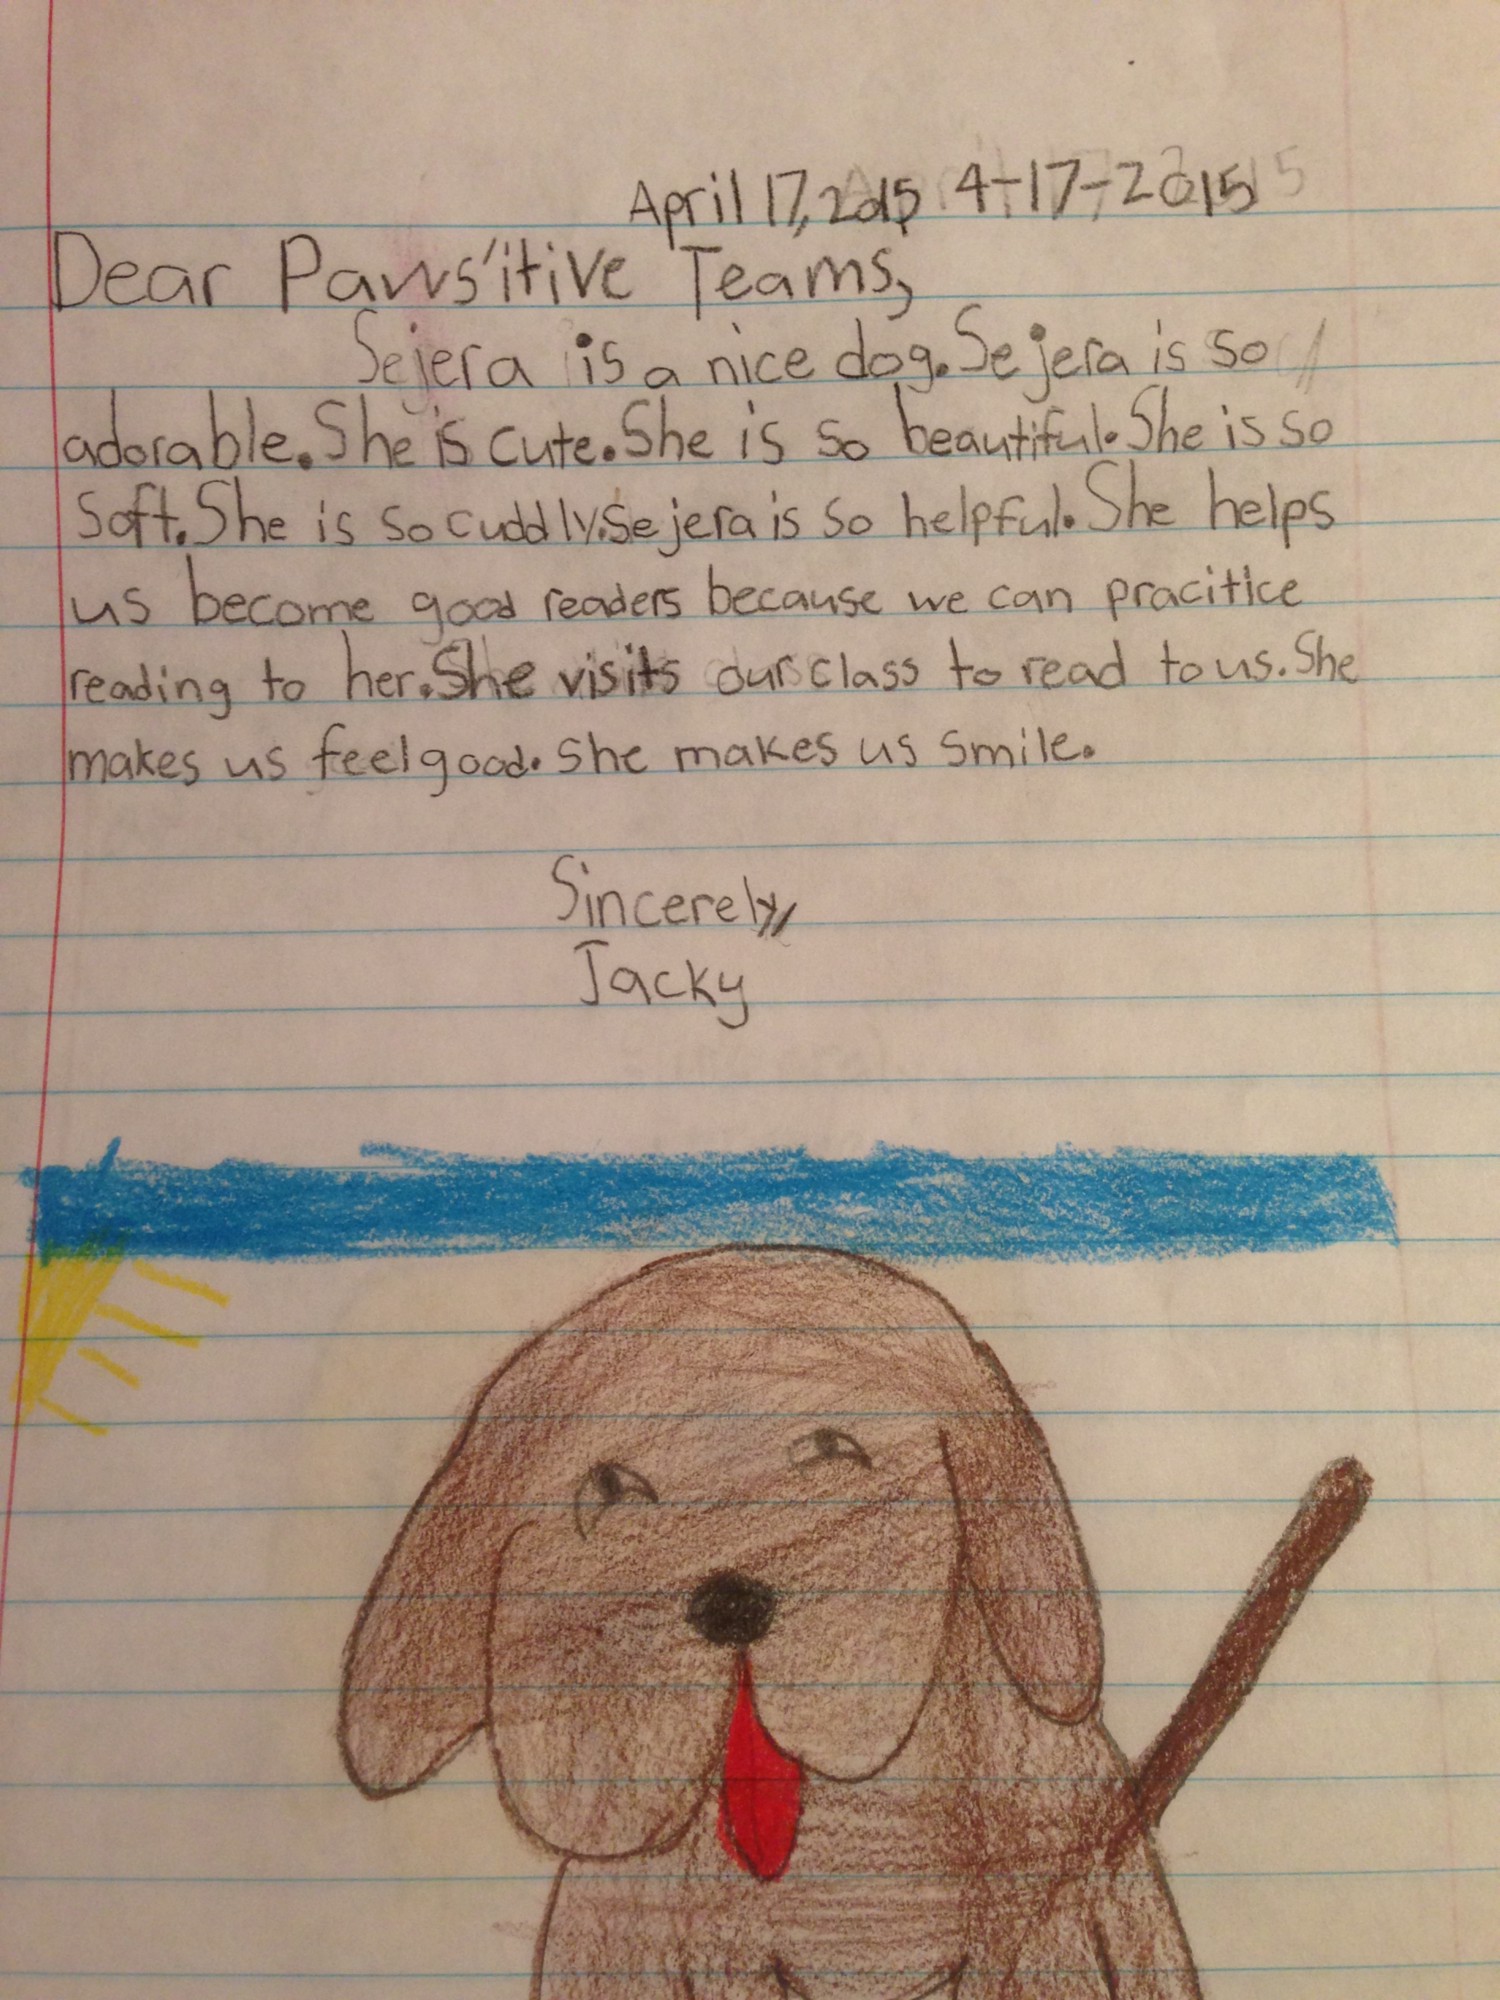 April 17, 2015 4-17-2015
Dear Paws'itive Teams,
Sejera is a nice dog. Sejera is so
adorable. She is cute. She is so beautiful. She is so
Soft. She is so cuddly. Sejera is so helpful. She helps
us become good readers because we can pracitice
reading to her. She visits our class to read to us. She
makes us feel good. She makes us smile.
Sincerely,
Jacky